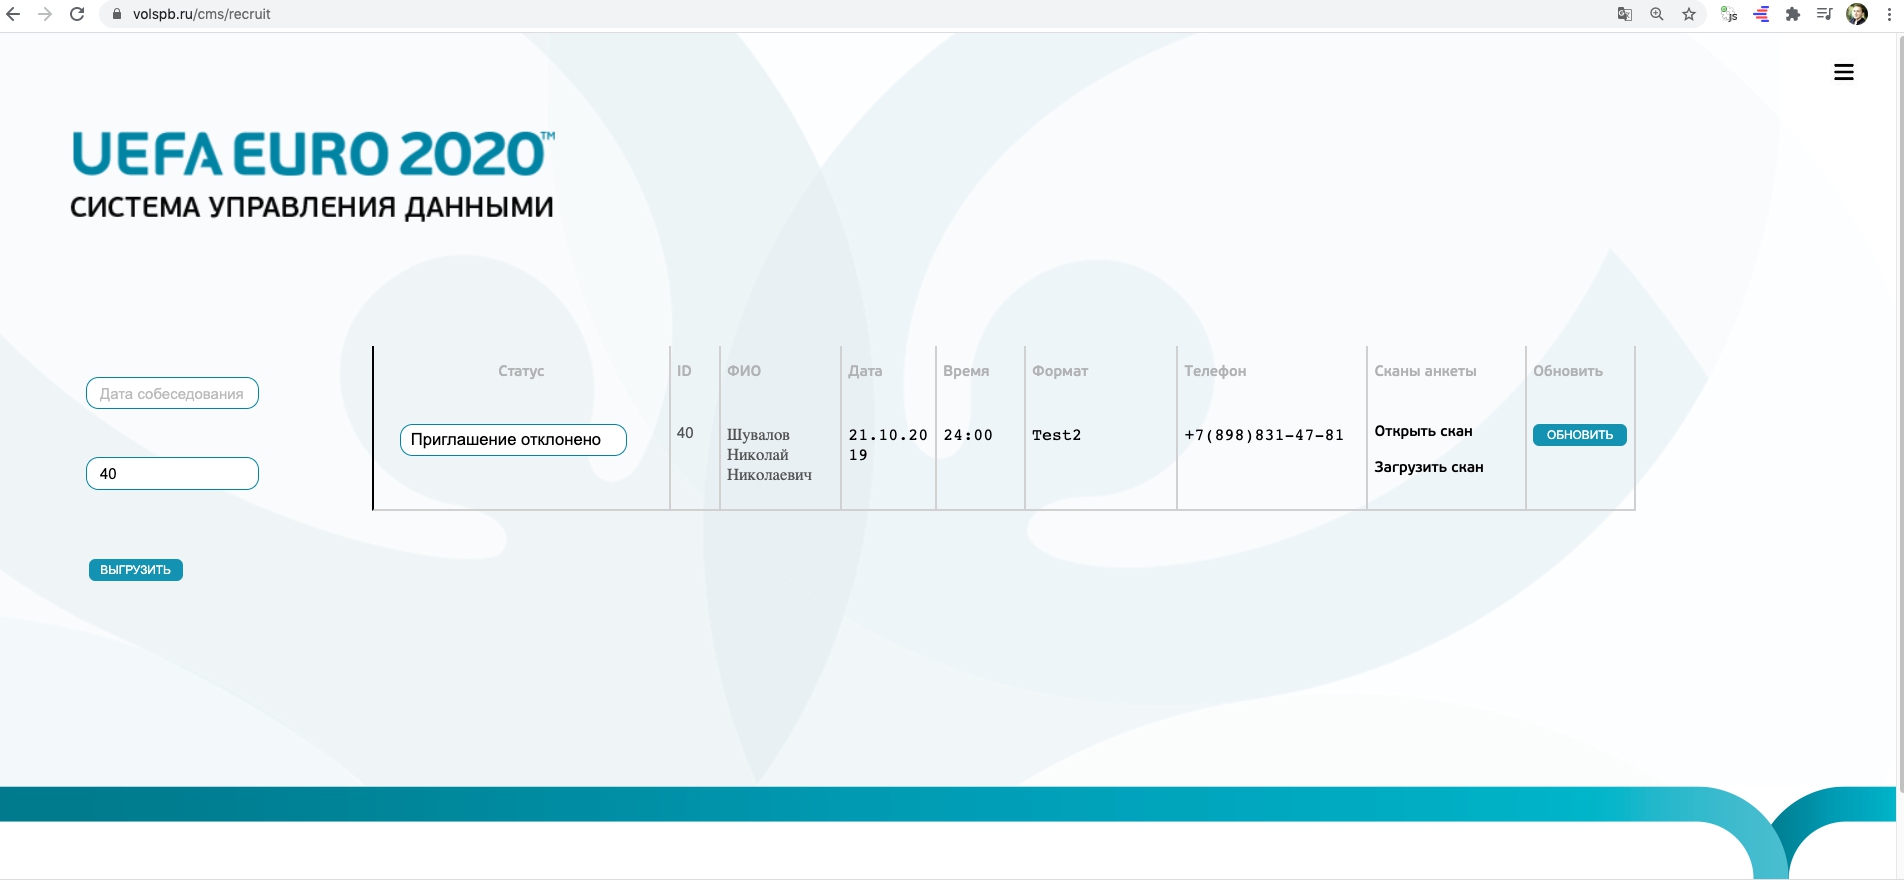 volspb.ru/cms/recruit
UEFA EURO 2020™
СИСТЕМА УПРАВЛЕНИЯ ДАННЫМИ
Дата собеседования
40
ВЫГРУЗИТЬ
Статус ID ФИО Дата Время Формат Телефон Сканы анкеты Обновить
Приглашение отклонено 40 Шувалов 21.10.20 24:00 Test2 +7(898)831-47-81 Открыть скан ОБНОВИТЬ
Николай 19 Загрузить скан
Николаевич